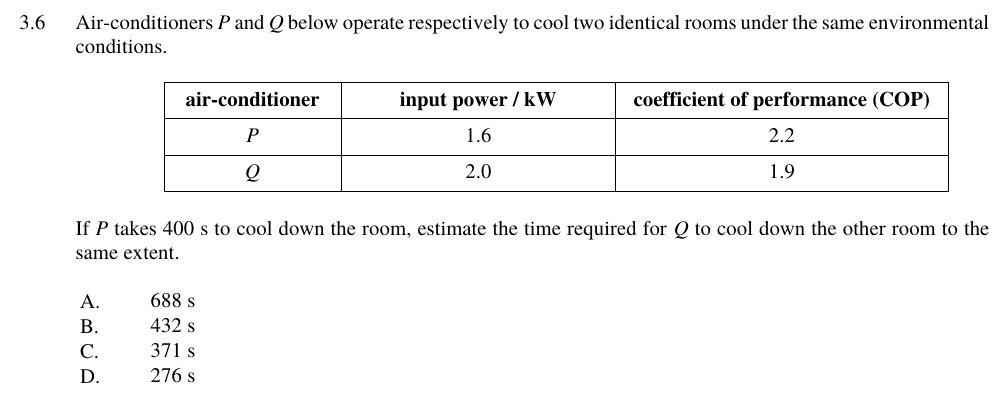 3.6 Air-conditioners P and Q below operate respectively to cool two identical rooms under the same environmental
conditions.
air-conditioner input power / kW coefficient of performance (COP)
P 1.6 2.2
Q 2.0 1.9
If P takes 400 s to cool down the room, estimate the time required for Q to cool down the other room to the
same extent.
A. 688 s
B. 432 s
C. 371 s
D. 276 s